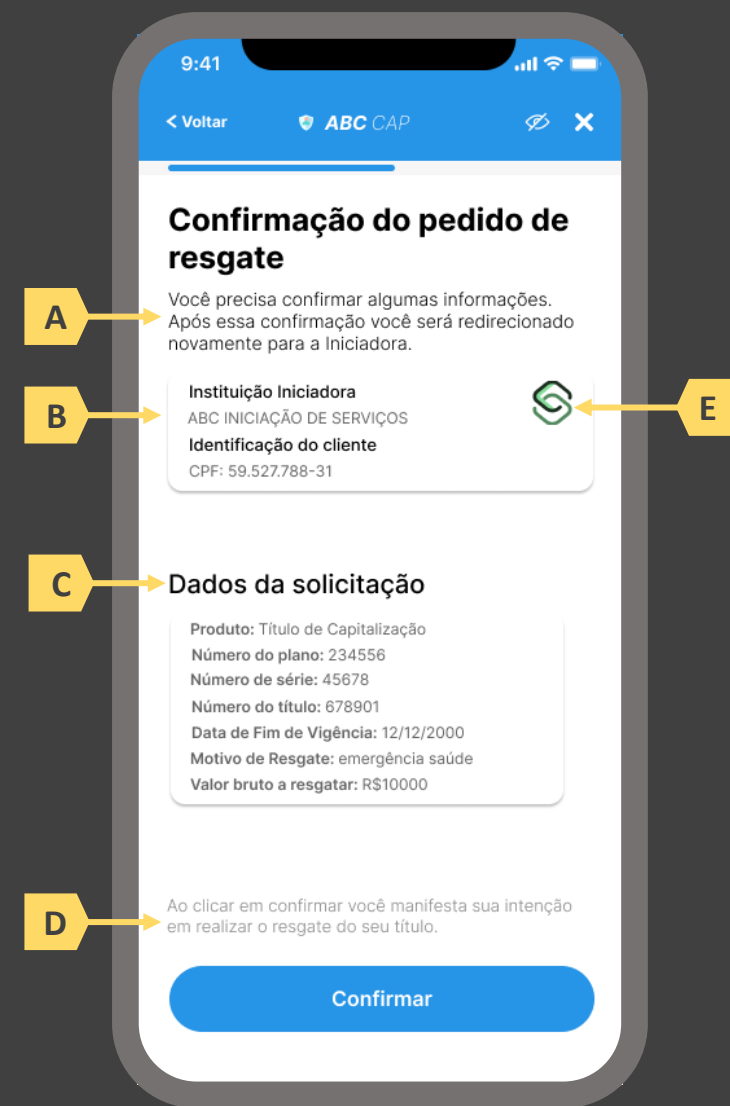 9:41
< Voltar
ABC CAP
Confirmação do pedido de
resgate
A
Você precisa confirmar algumas informações.
Após essa confirmação você será redirecionado
novamente para a Iniciadora.
B
Instituição Iniciadora
ABC INICIAÇÃO DE SERVIÇOS
Identificação do cliente
CPF: 59.527.788-31
E
C
Dados da solicitação
Produto: Título de Capitalização
Número do plano: 234556
Número de série: 45678
Número do título: 678901
Data de Fim de Vigência: 12/12/2000
Motivo de Resgate: emergência saúde
Valor bruto a resgatar: R$10000
D
Ao clicar em confirmar você manifesta sua intenção
em realizar o resgate do seu título.
Confirmar